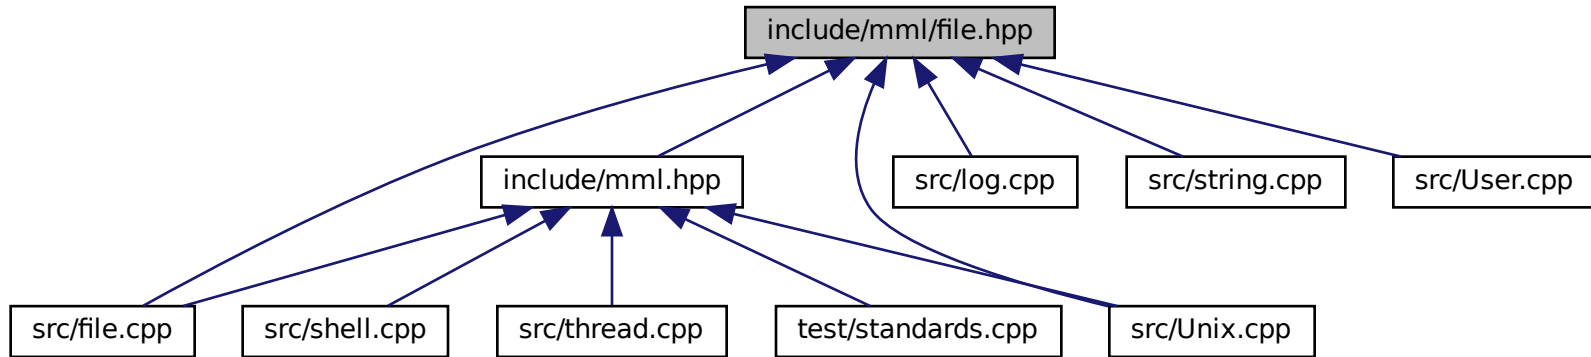 include/mml/file.hpp
include/mml.hpp
src/log.cpp
src/string.cpp
src/User.cpp
src/file.cpp
src/shell.cpp
src/thread.cpp
test/standards.cpp
src/Unix.cpp